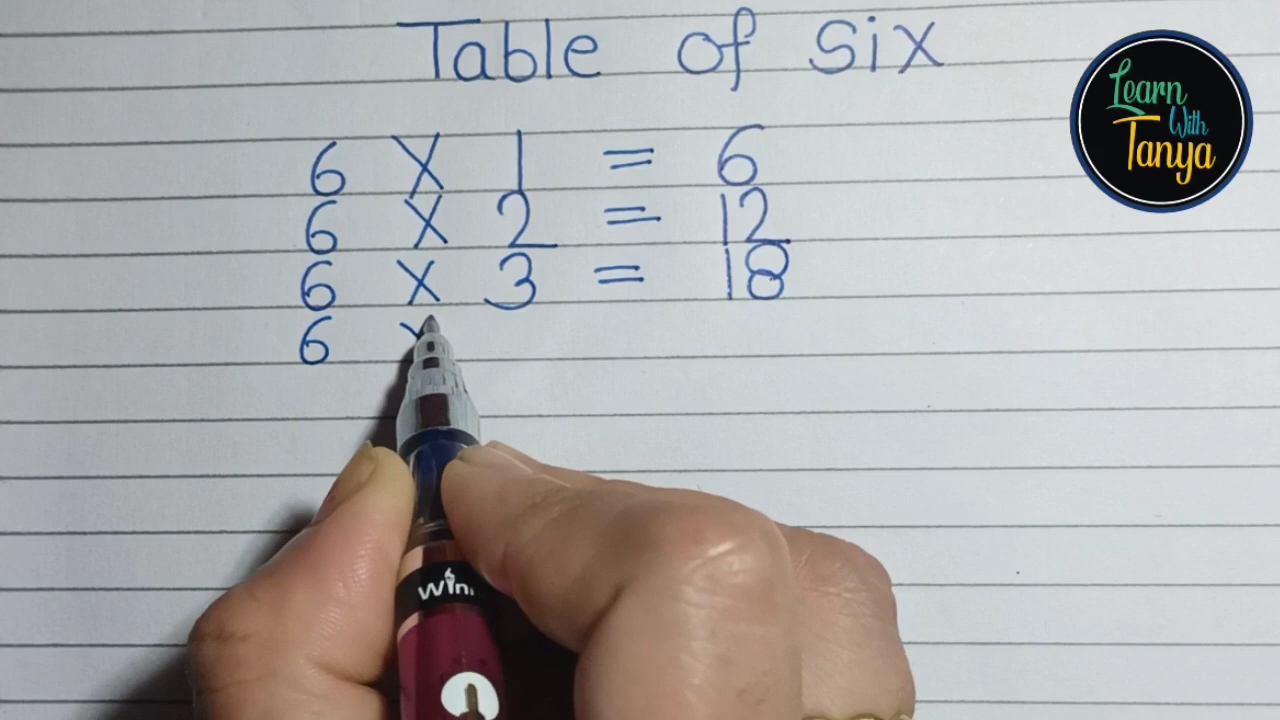 Table of six
Learn
With
Tanya
6 X 1 = 6
6 X 2 = 12
6 X 3 = 18
6